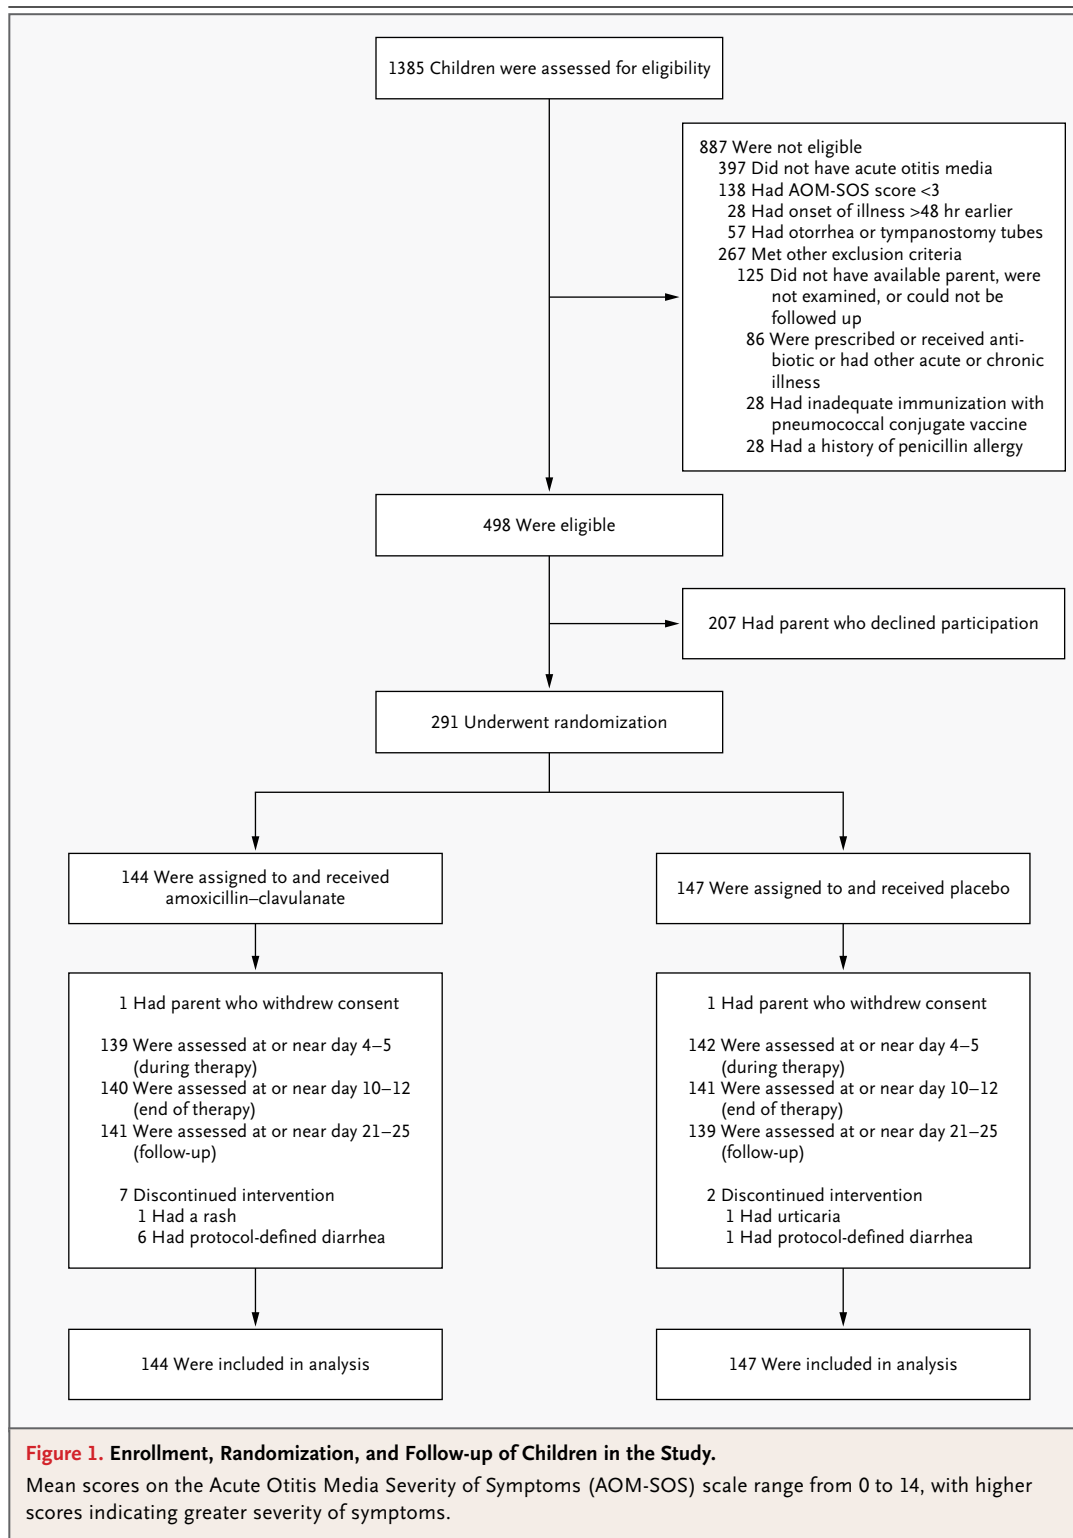 1385 Children were assessed for eligibility
887 Were not eligible
397 Did not have acute otitis media
138 Had AOM-SOS score <3
28 Had onset of illness >48 hr earlier
57 Had otorrhea or tympanostomy tubes
267 Met other exclusion criteria
125 Did not have available parent, were
not examined, or could not be
followed up
86 Were prescribed or received anti-
biotic or had other acute or chronic
illness
28 Had inadequate immunization with
pneumococcal conjugate vaccine
28 Had a history of penicillin allergy
498 Were eligible
207 Had parent who declined participation
291 Underwent randomization
144 Were assigned to and received
amoxicillin–clavulanate
147 Were assigned to and received placebo
1 Had parent who withdrew consent
139 Were assessed at or near day 4–5
(during therapy)
140 Were assessed at or near day 10–12
(end of therapy)
141 Were assessed at or near day 21–25
(follow-up)
7 Discontinued intervention
1 Had a rash
6 Had protocol-defined diarrhea
1 Had parent who withdrew consent
142 Were assessed at or near day 4–5
(during therapy)
141 Were assessed at or near day 10–12
(end of therapy)
139 Were assessed at or near day 21–25
(follow-up)
2 Discontinued intervention
1 Had urticaria
1 Had protocol-defined diarrhea
144 Were included in analysis
147 Were included in analysis
Figure 1. Enrollment, Randomization, and Follow-up of Children in the Study.
Mean scores on the Acute Otitis Media Severity of Symptoms (AOM-SOS) scale range from 0 to 14, with higher
scores indicating greater severity of symptoms.